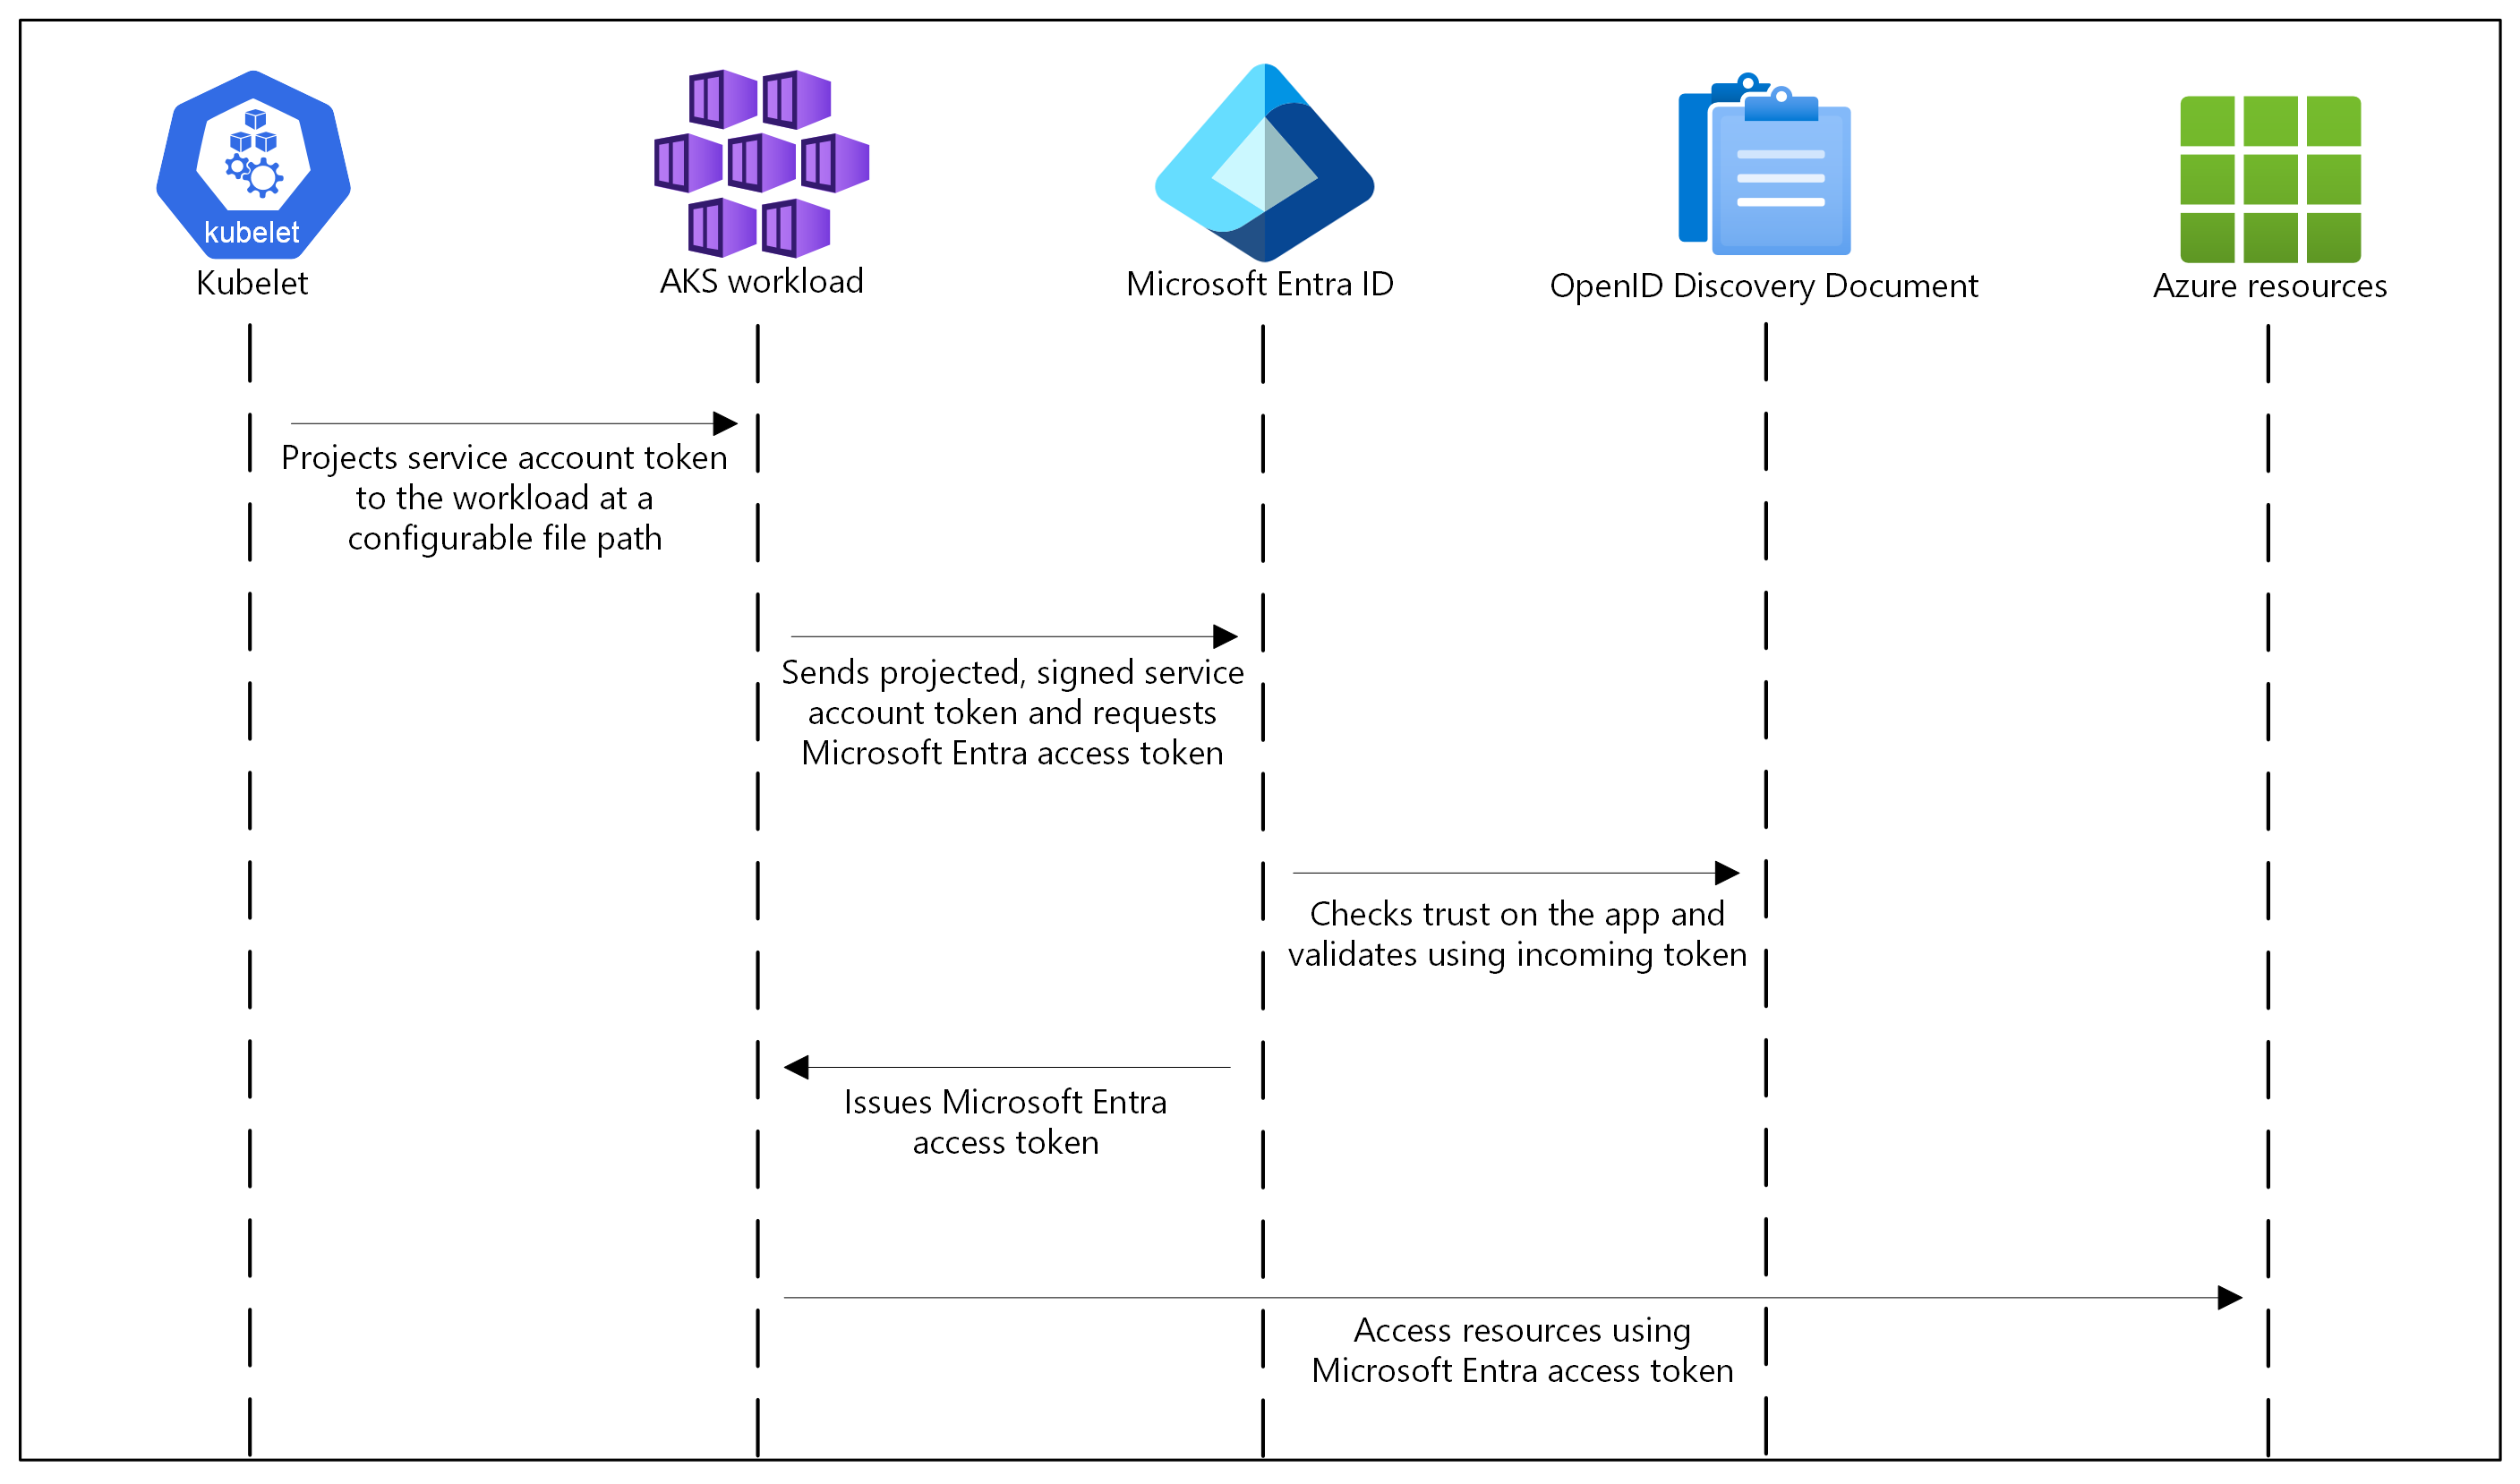 kubelet
Kubelet
AKS workload
Microsoft Entra ID
OpenID Discovery Document
Azure resources
Projects service account token
to the workload at a
configurable file path
Sends projected, signed service
account token and requests
Microsoft Entra access token
Checks trust on the app and
validates using incoming token
Issues Microsoft Entra
access token
Access resources using
Microsoft Entra access token